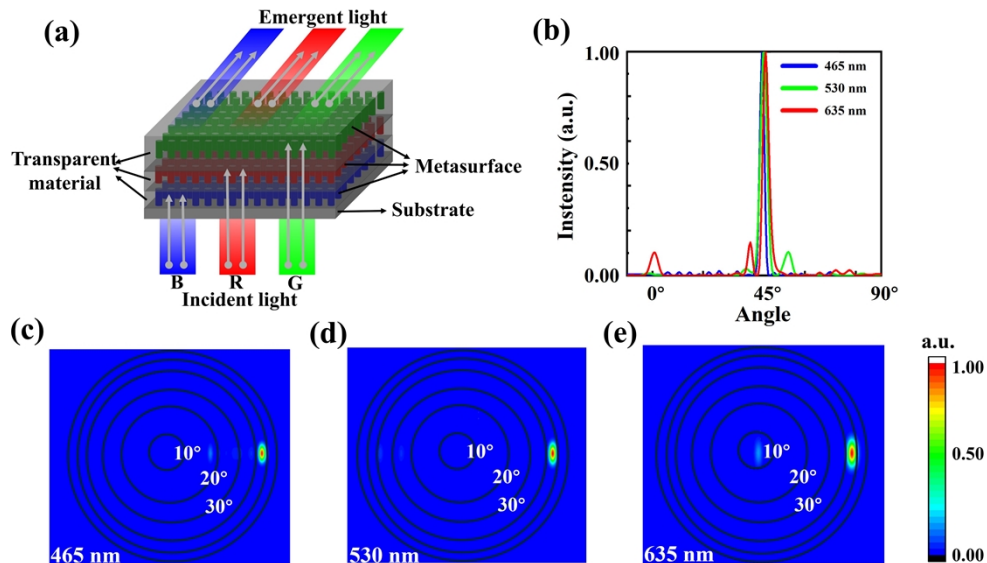 (a)
Emergent light
Transparent
material
Metasurface
Substrate
B R G
Incident light
(b)
Instensity (a.u.)
1.00
0.50
0.00
465 nm
530 nm
635 nm
0° 45° 90°
Angle
(c)
10°
20°
30°
465 nm
(d)
10°
20°
30°
530 nm
(e)
10°
20°
30°
635 nm
a.u.
1.00
0.50
0.00